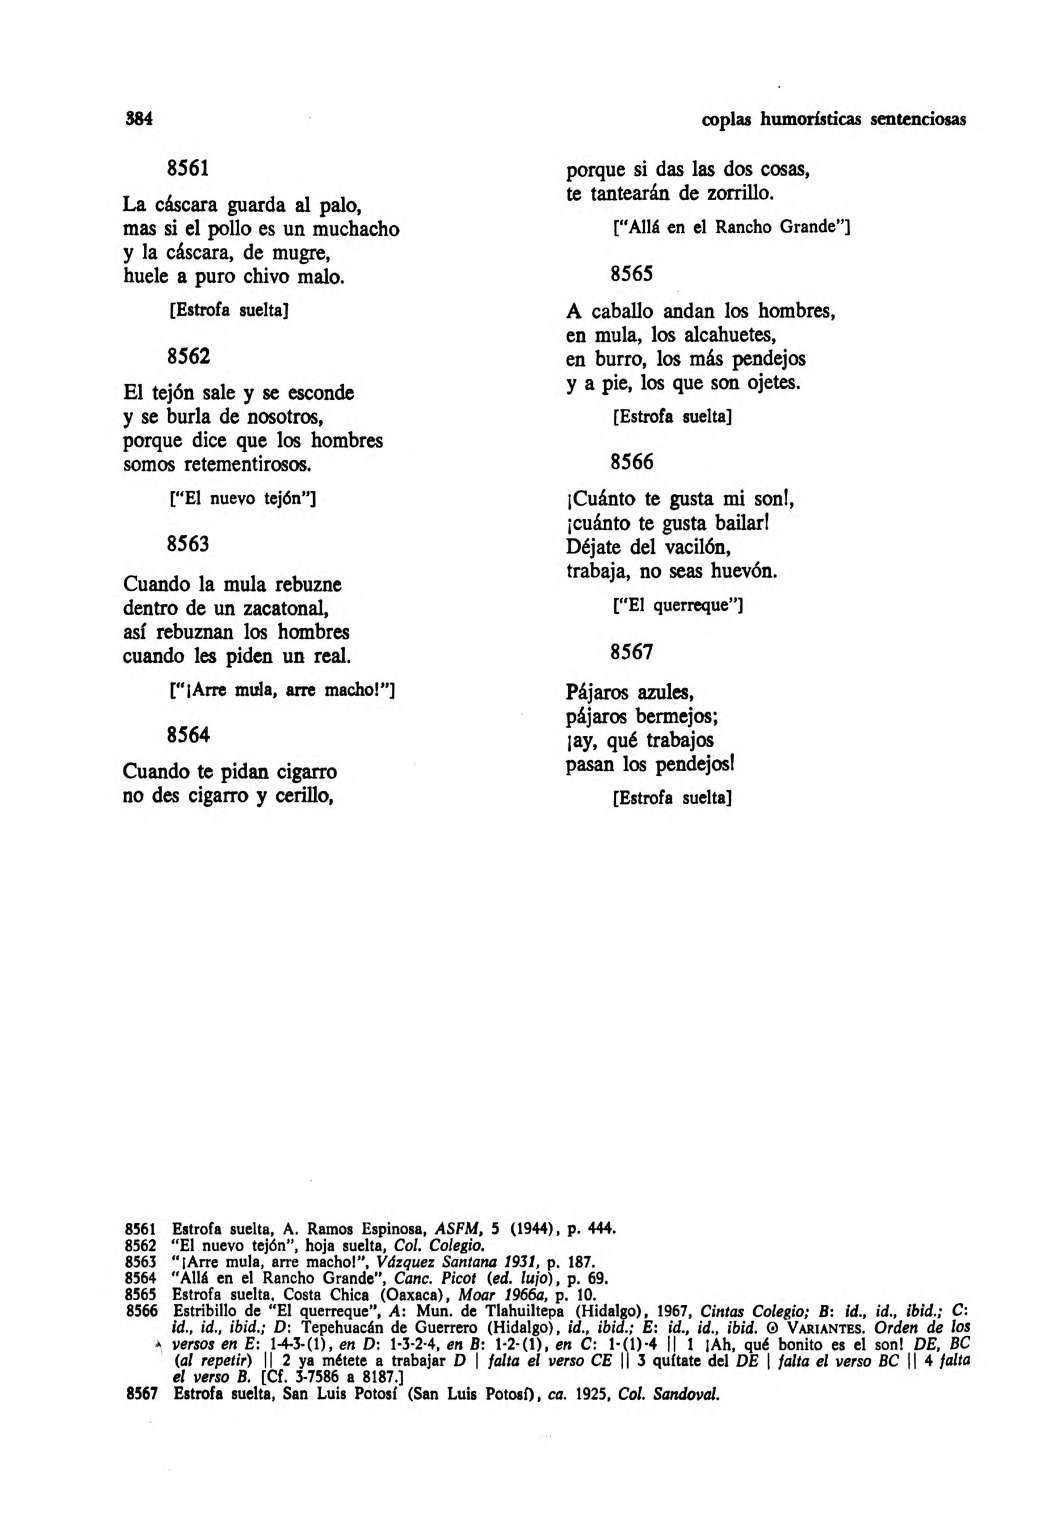 384
coplas humorísticas sentenciosas
8561
La cáscara guarda al palo,
mas si el pollo es un muchacho
y la cáscara, de mugre,
huele a puro chivo malo.
[Estrofa suelta]
8562
El tejón sale y se esconde
y se burla de nosotros,
porque dice que los hombres
somos retementirosos.
["El nuevo tejón"]
8563
Cuando la mula rebuzne
dentro de un zacatonal,
así rebuznan los hombres
cuando les piden un real.
["¡Arre mula, arre macho!"]
8564
Cuando te pidan cigarro
no des cigarro y cerillo,
porque si das las dos cosas,
te tantearán de zorrillo.
["Allá en el Rancho Grande"]
8565
A caballo andan los hombres,
en mula, los alcahuetes,
en burro, los más pendejos
y a pie, los que son ojetes.
[Estrofa suelta]
8566
¡Cuánto te gusta mi son!,
¡cuánto te gusta bailar!
Déjate del vacilón,
trabaja, no seas huevón.
["El querreque"]
8567
Pájaros azules,
pájaros bermejos;
¡ay, qué trabajos
pasan los pendejos!
[Estrofa suelta]
8561 Estrofa suelta, A. Ramos Espinosa, ASFM, 5 (1944), p. 444.
8562 "El nuevo tejón", hoja suelta, Col. Colegio.
8563 "¡Arre mula, arre macho!", Vázquez Santana 1931, p. 187.
8564 "Allá en el Rancho Grande", Canc. Picot (ed. lujo), p. 69.
8565 Estrofa suelta, Costa Chica (Oaxaca), Moar 1966a, p. 10.
8566 Estribillo de "El querreque", A: Mun. de Tlahuiltepa (Hidalgo), 1967, Cintas Colegio; B: id., id., ibid.; C:
id., id., ibid.; D: Tepehuacán de Guerrero (Hidalgo), id., ibid.; E: id., id., ibid. ⊙ VARIANTES. Orden de los
versos en E: 1-4-3-(1), en D: 1-3-2-4, en B: 1-2-(1), en C: 1-(1)-4 || 1 ¡Ah, qué bonito es el son! DE, BC
(al repetir) || 2 ya métete a trabajar D | falta el verso CE || 3 quítate del DE | falta el verso BC || 4 falta
el verso B. [Cf. 3-7586 a 8187.]
8567 Estrofa suelta, San Luis Potosí (San Luis Potosí), ca. 1925, Col. Sandoval.